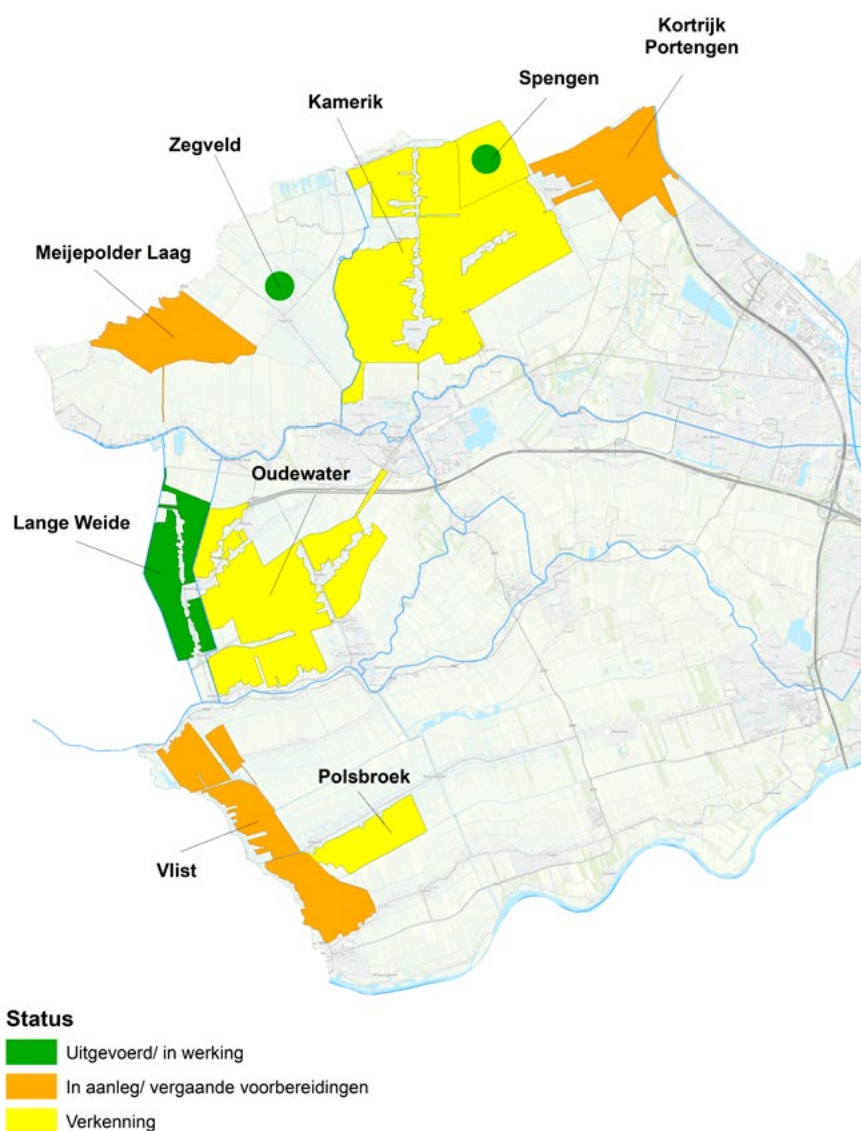 Kortrijk
Portengen
Spengen
Kamerik
Zegveld
Meijepolder Laag
Oudewater
Lange Weide
Polsbroek
Vlist
Status
Uitgevoerd/ in werking
In aanleg/ vergaande voorbereidingen
Verkenning